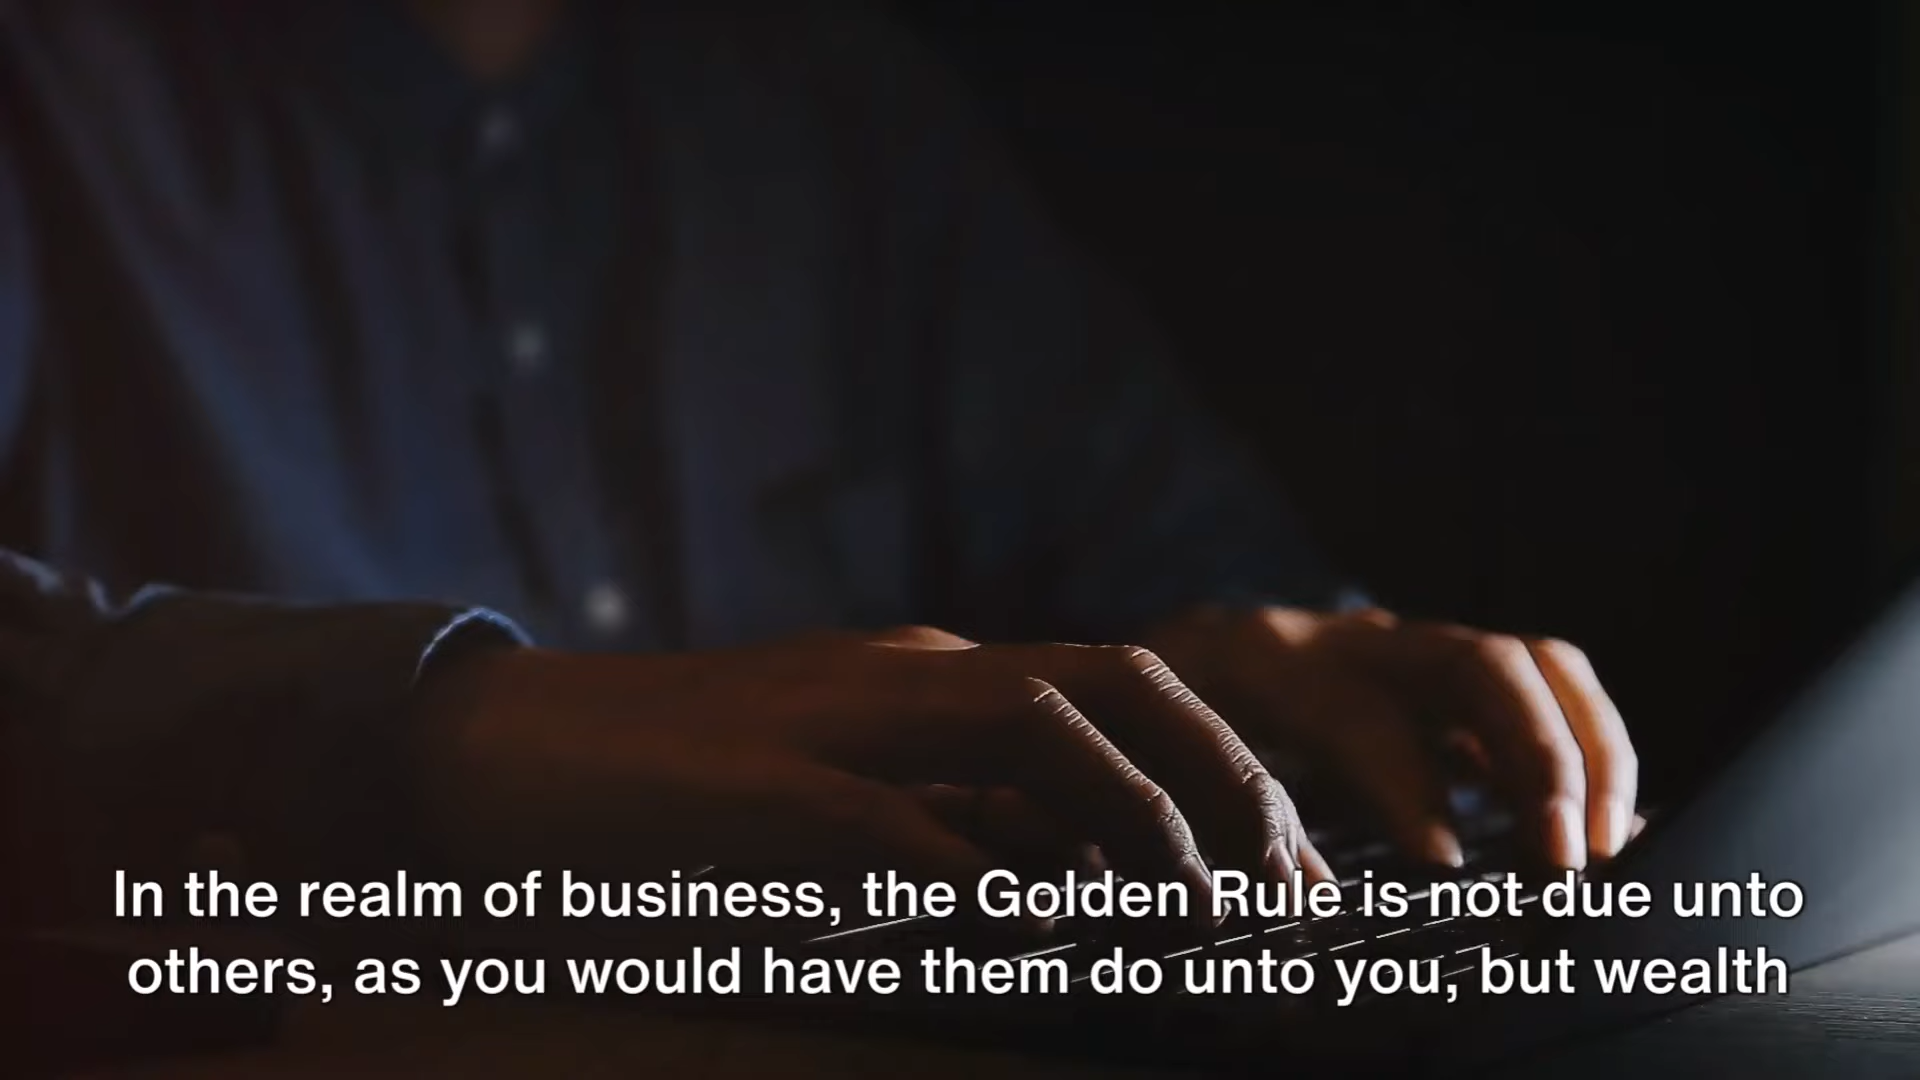 In the realm of business, the Golden Rule is not due unto
others, as you would have them do unto you, but wealth